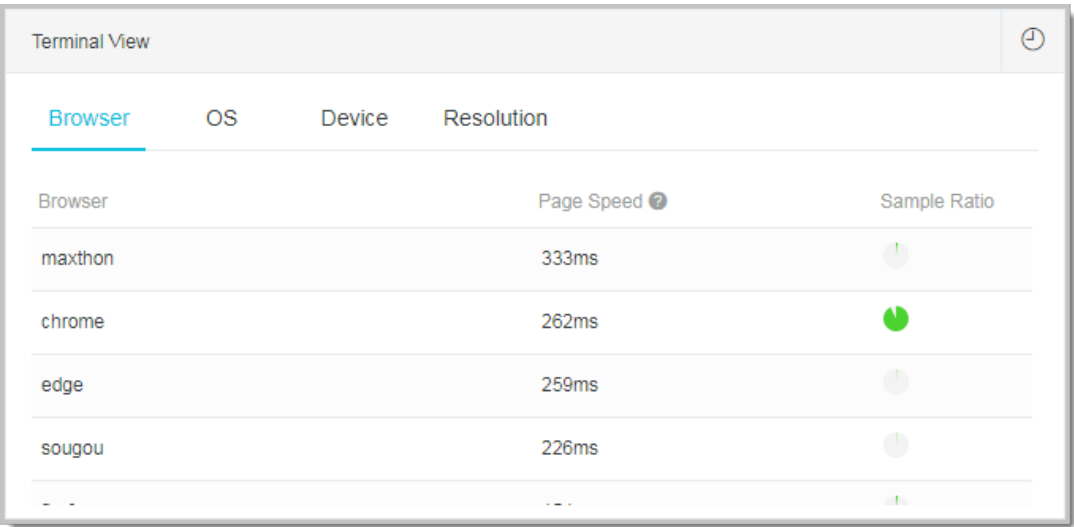 Terminal View
Browser OS Device Resolution
Browser Page Speed ? Sample Ratio
maxthon 333ms
chrome 262ms
edge 259ms
sougou 226ms